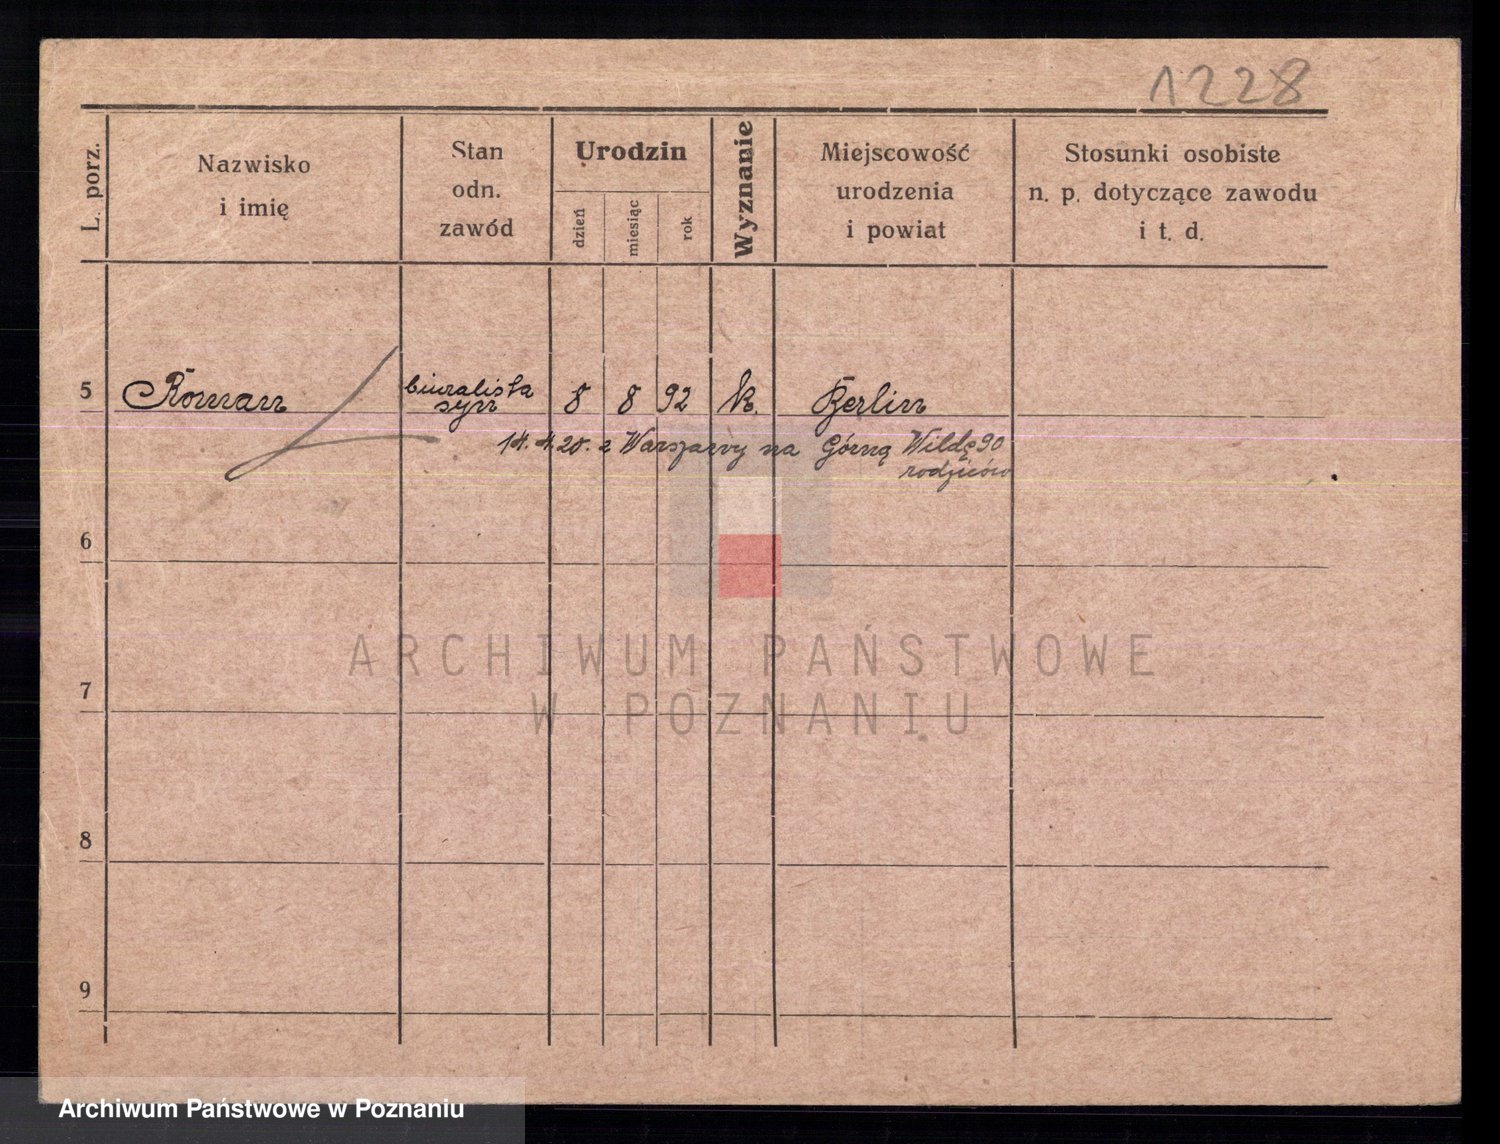 1228
L. porz.
Nazwisko
i imię
Stan
odn.
zawód
Urodzin
dzień
miesiąc
rok
Wyznanie
Miejscowość
urodzenia
i powiat
Stosunki osobiste
n. p. dotyczące zawodu
i t. d.
5 Roman biuralista 8 8 92 k. Berlin
syn
14.4.20. z Warszawy na Górną Wildę 90
rodziców
6
7
8
9
ARCHIWUM PAŃSTWOWE
W POZNANIU
Archiwum Państwowe w Poznaniu